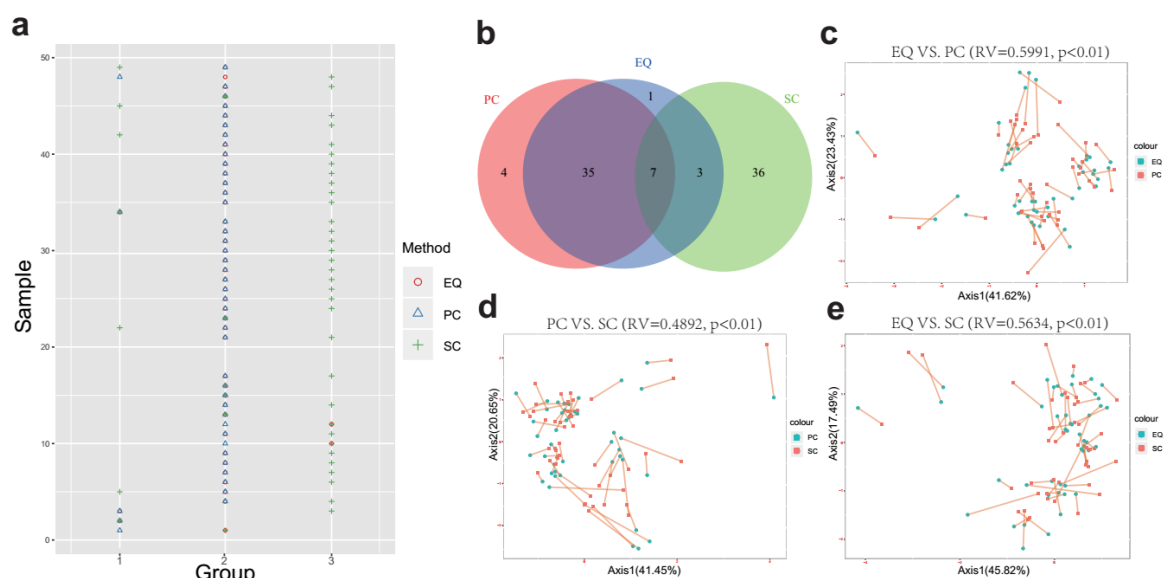 a
50
40
30
20
10
0
1
2
3
Sample
Group
Method
EQ
PC
SC
b
EQ
PC
SC
1
4
35
7
3
36
c
EQ VS. PC (RV=0.5991, p<0.01)
Axis2(23.43%)
Axis1(41.62%)
colour
EQ
PC
d
PC VS. SC (RV=0.4892, p<0.01)
Axis2(20.65%)
Axis1(41.45%)
colour
PC
SC
e
EQ VS. SC (RV=0.5634, p<0.01)
Axis2(17.49%)
Axis1(45.82%)
colour
EQ
SC